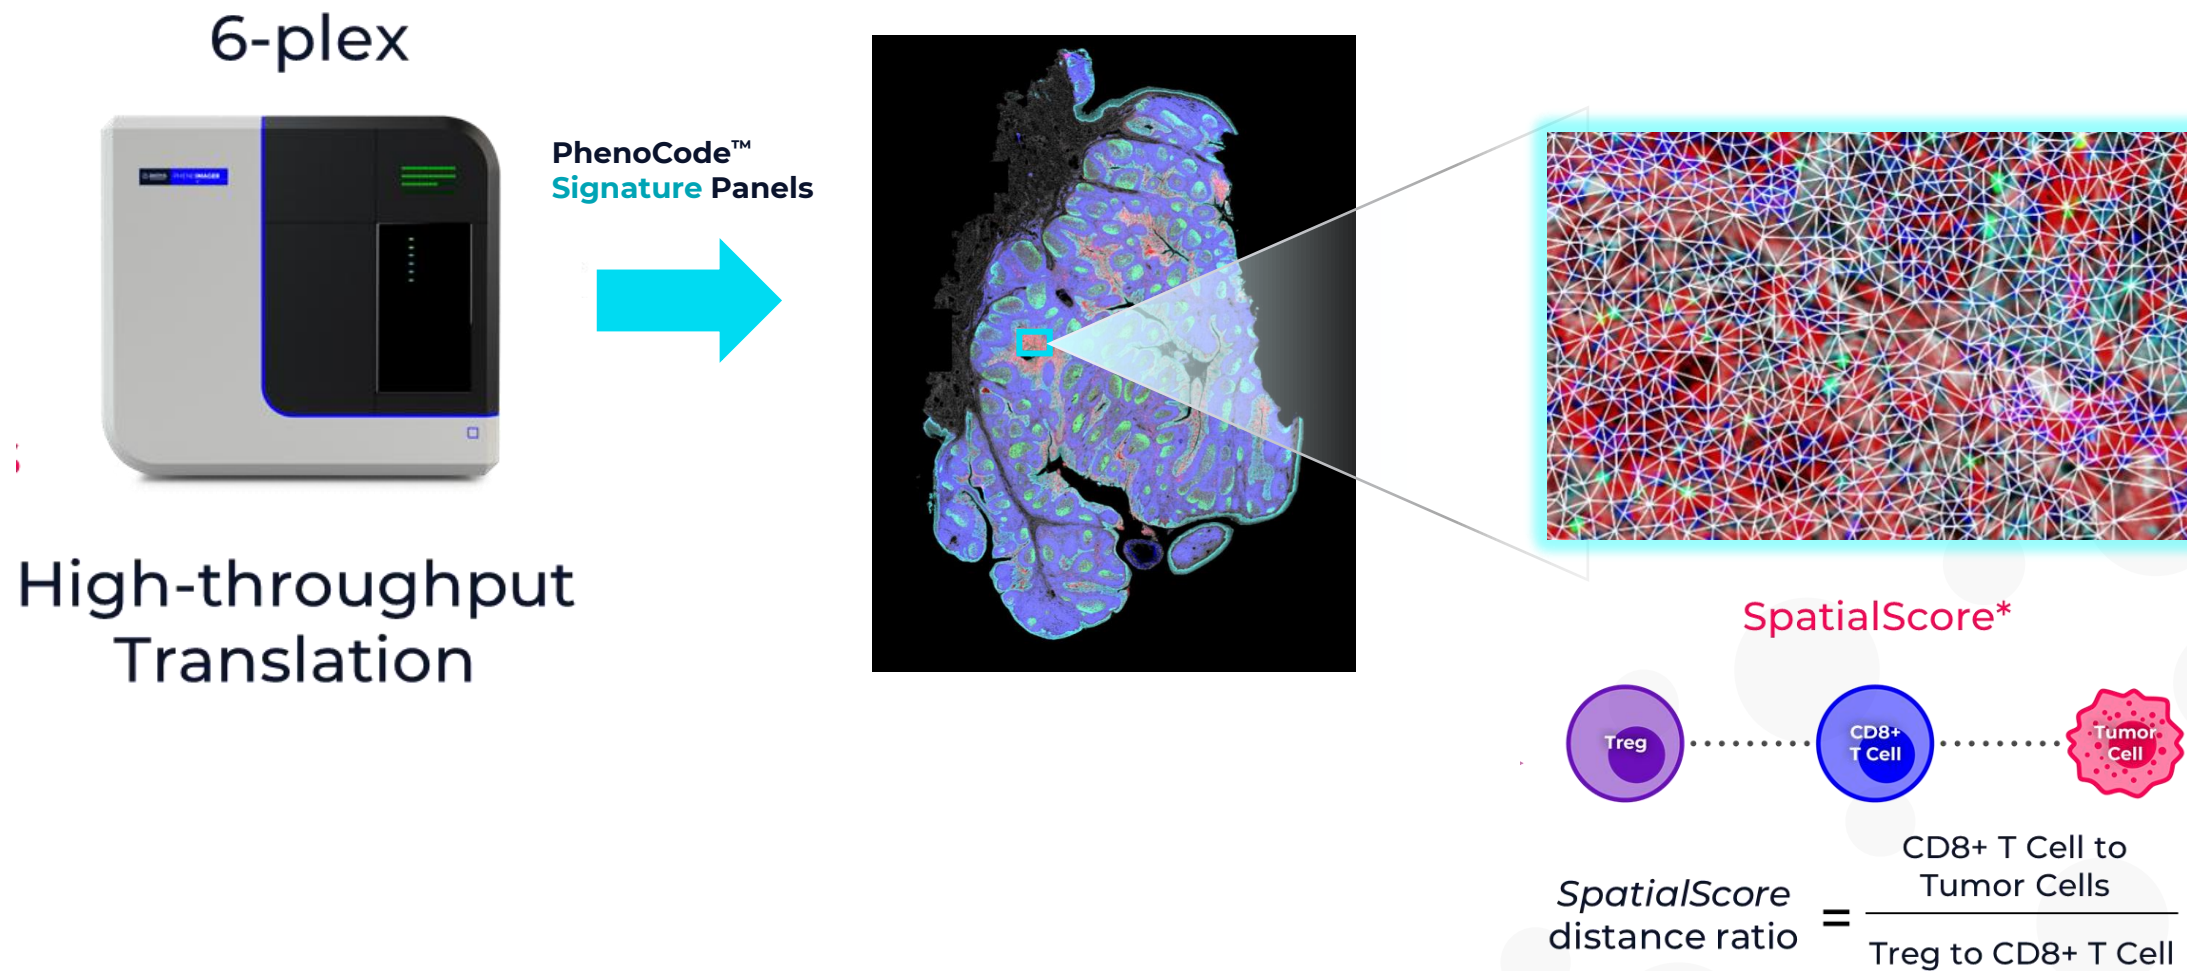 6-plex
PHENOIMAGER
High-throughput
Translation
PhenoCode™
Signature Panels
SpatialScore*
Treg
CD8+
T Cell
Tumor
Cell
SpatialScore
distance ratio
=
CD8+ T Cell to
Tumor Cells
Treg to CD8+ T Cell